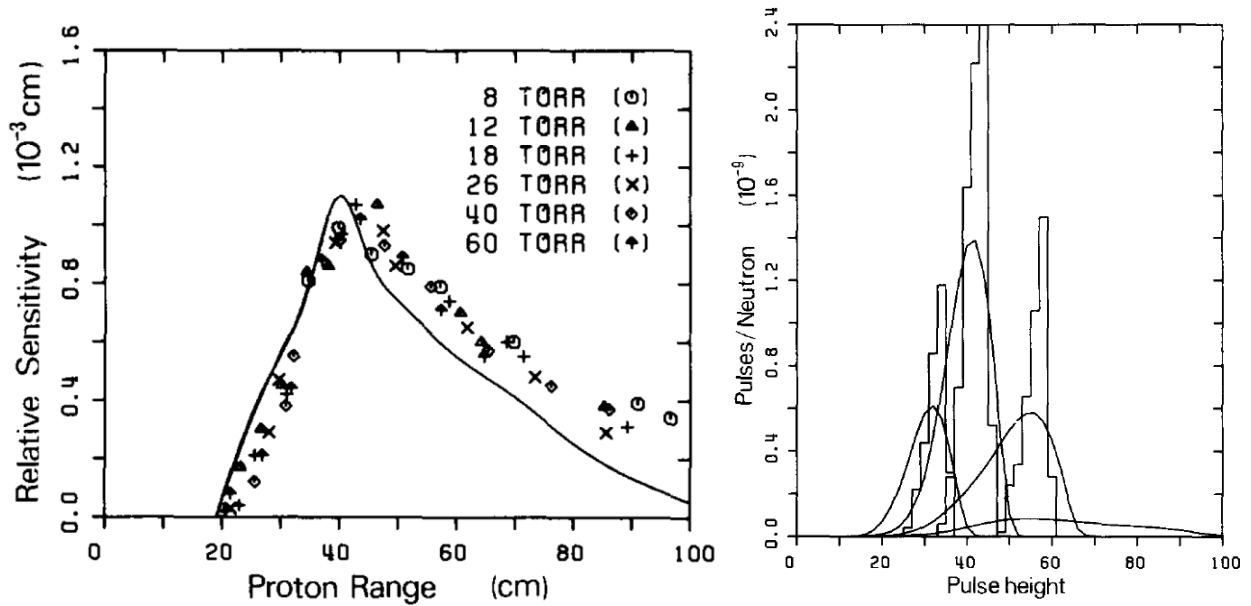 1.6
1.2
0.8
0.4
0.0
Relative Sensitivity (10⁻³ cm)
8 TORR (⊙)
12 TORR (▲)
18 TORR (+)
26 TORR (×)
40 TORR (◇)
60 TORR (↑)
0 20 40 60 80 100
Proton Range (cm)
2.4
2.0
1.6
1.2
0.8
0.4
0.0
Pulses/Neutron (10⁻⁹)
0 20 40 60 80 100
Pulse height